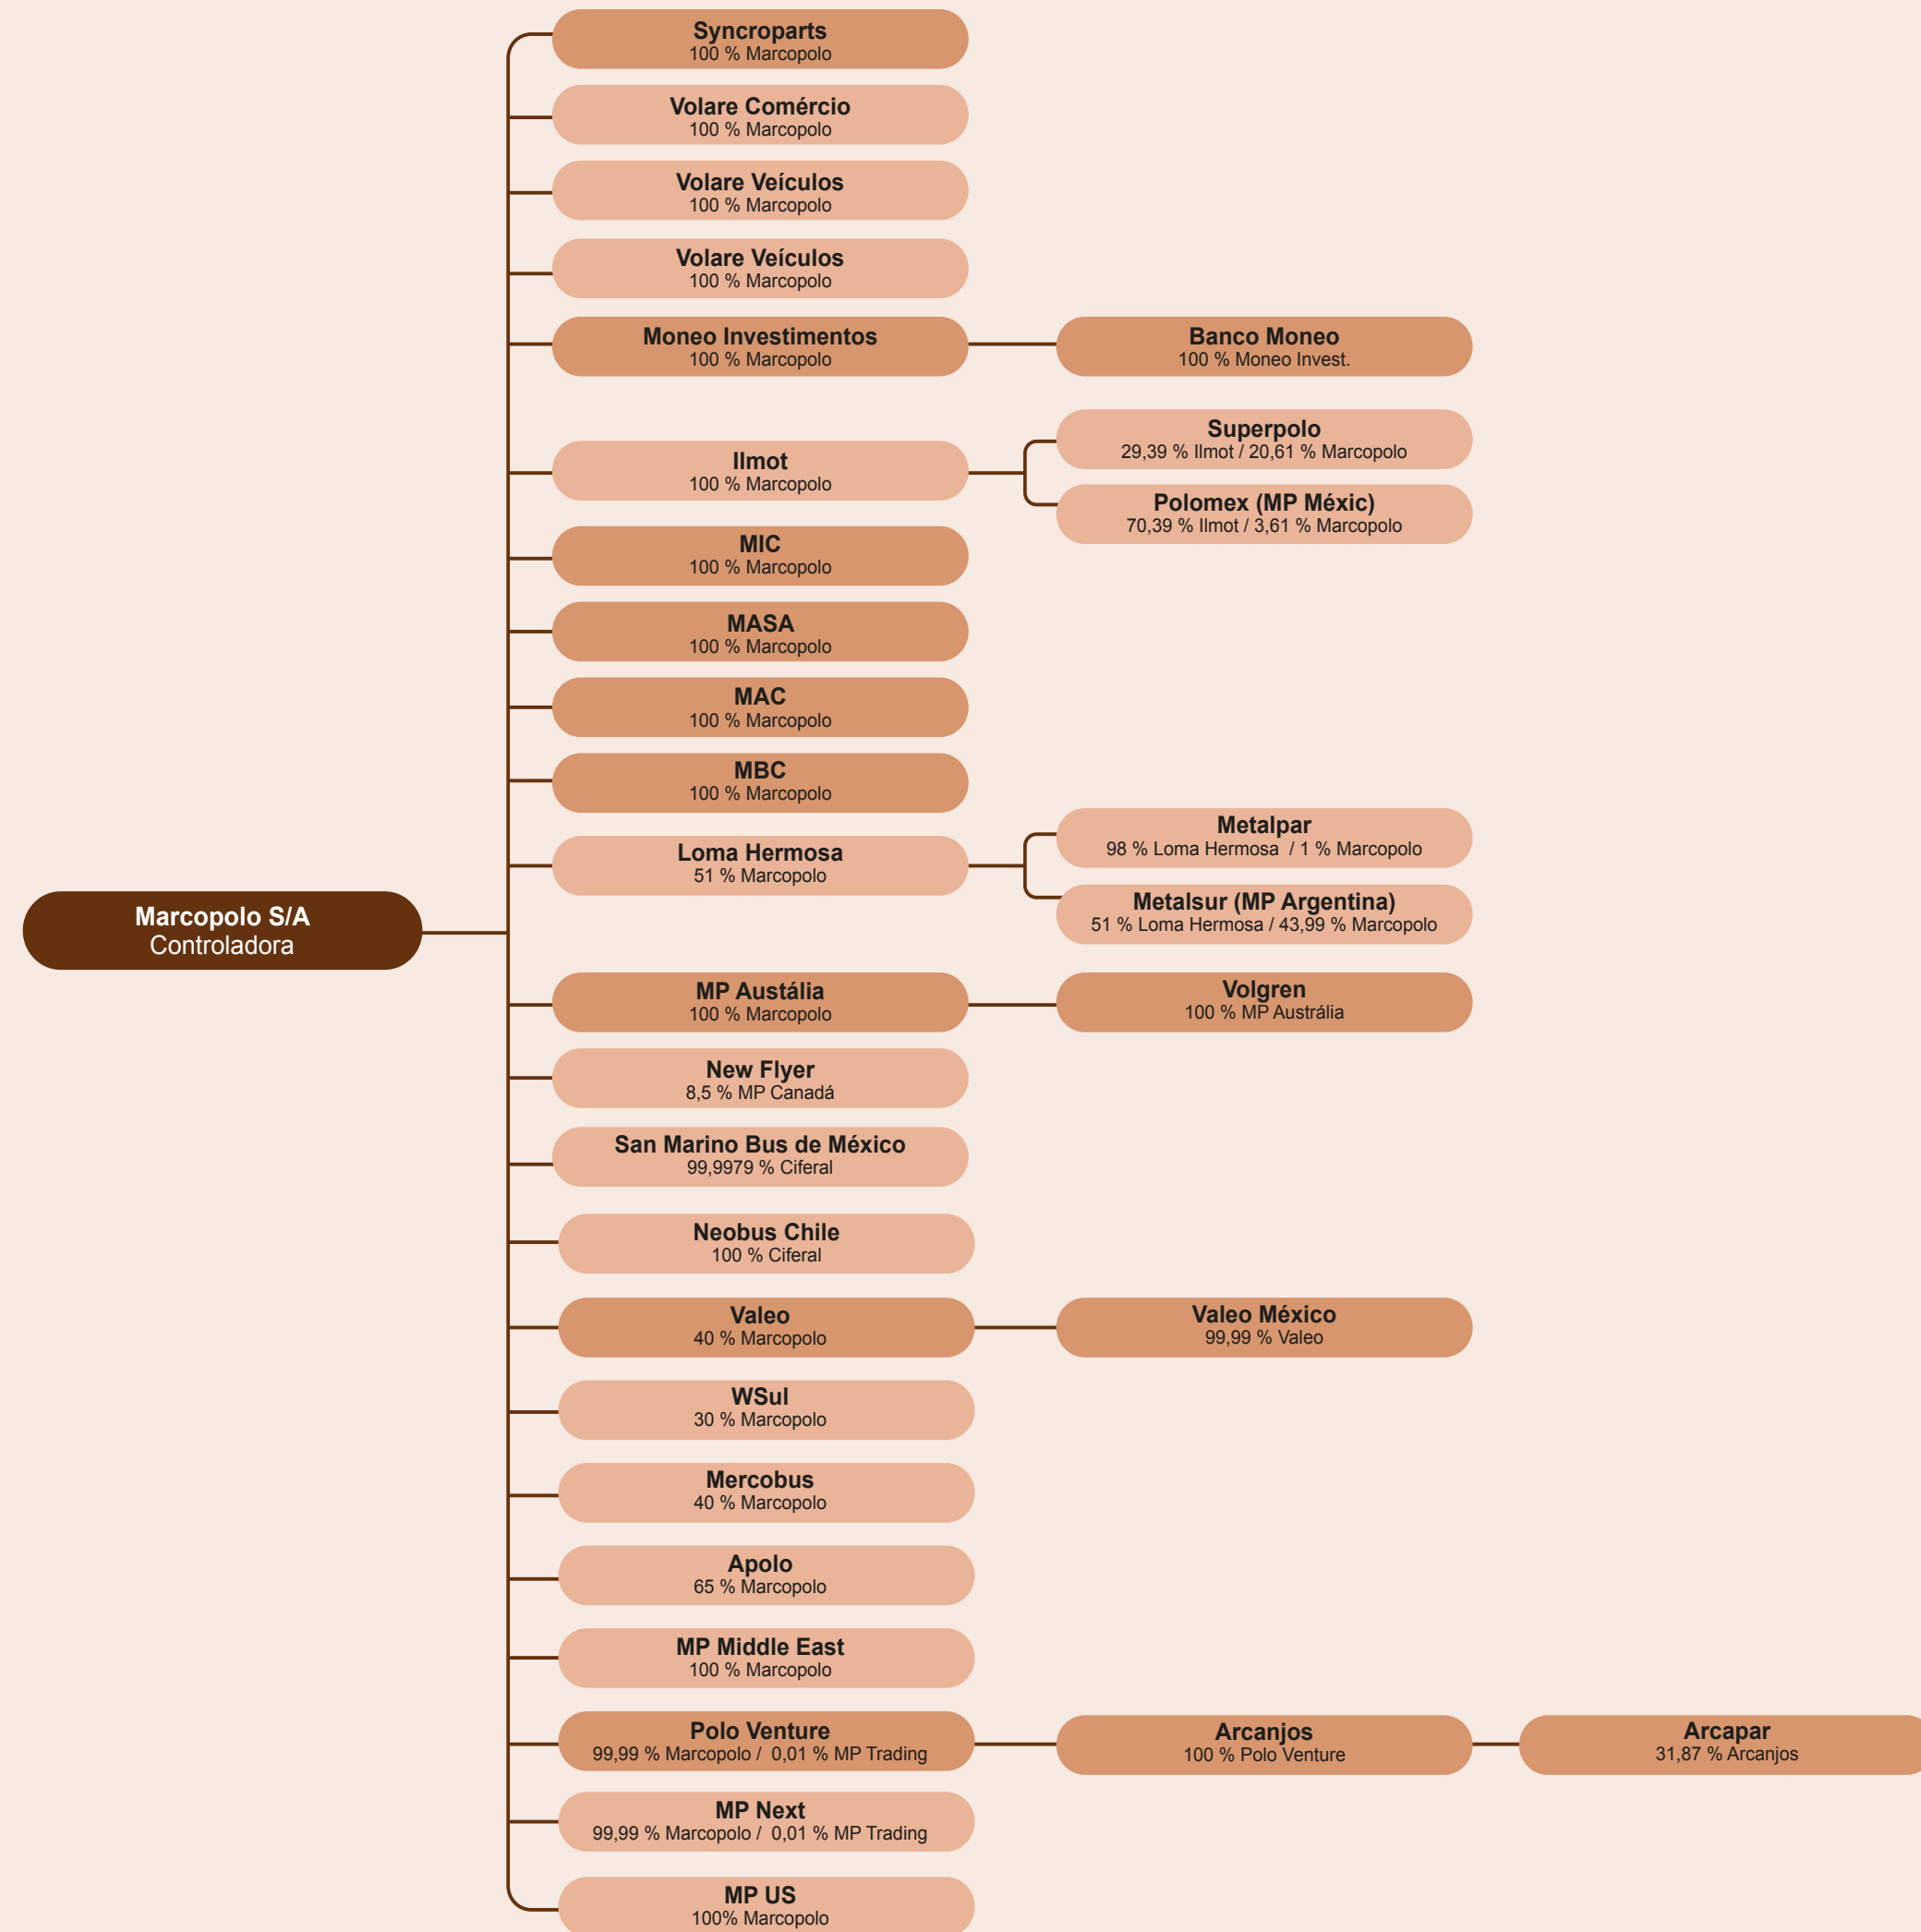 Syncroparts
100 % Marcopolo
Volare Comércio
100 % Marcopolo
Volare Veículos
100 % Marcopolo
Volare Veículos
100 % Marcopolo
Moneo Investimentos
100 % Marcopolo
Banco Moneo
100 % Moneo Invest.
Ilmot
100 % Marcopolo
Superpolo
29,39 % Ilmot / 20,61 % Marcopolo
Polomex (MP Méxic)
70,39 % Ilmot / 3,61 % Marcopolo
MIC
100 % Marcopolo
MASA
100 % Marcopolo
MAC
100 % Marcopolo
MBC
100 % Marcopolo
Loma Hermosa
51 % Marcopolo
Metalpar
98 % Loma Hermosa / 1 % Marcopolo
Metalsur (MP Argentina)
51 % Loma Hermosa / 43,99 % Marcopolo
Marcopolo S/A
Controladora
MP Austália
100 % Marcopolo
Volgren
100 % MP Austrália
New Flyer
8,5 % MP Canadá
San Marino Bus de México
99,9979 % Ciferal
Neobus Chile
100 % Ciferal
Valeo
40 % Marcopolo
Valeo México
99,99 % Valeo
WSul
30 % Marcopolo
Mercobus
40 % Marcopolo
Apolo
65 % Marcopolo
MP Middle East
100 % Marcopolo
Polo Venture
99,99 % Marcopolo / 0,01 % MP Trading
Arcanjos
100 % Polo Venture
Arcapar
31,87 % Arcanjos
MP Next
99,99 % Marcopolo / 0,01 % MP Trading
MP US
100% Marcopolo